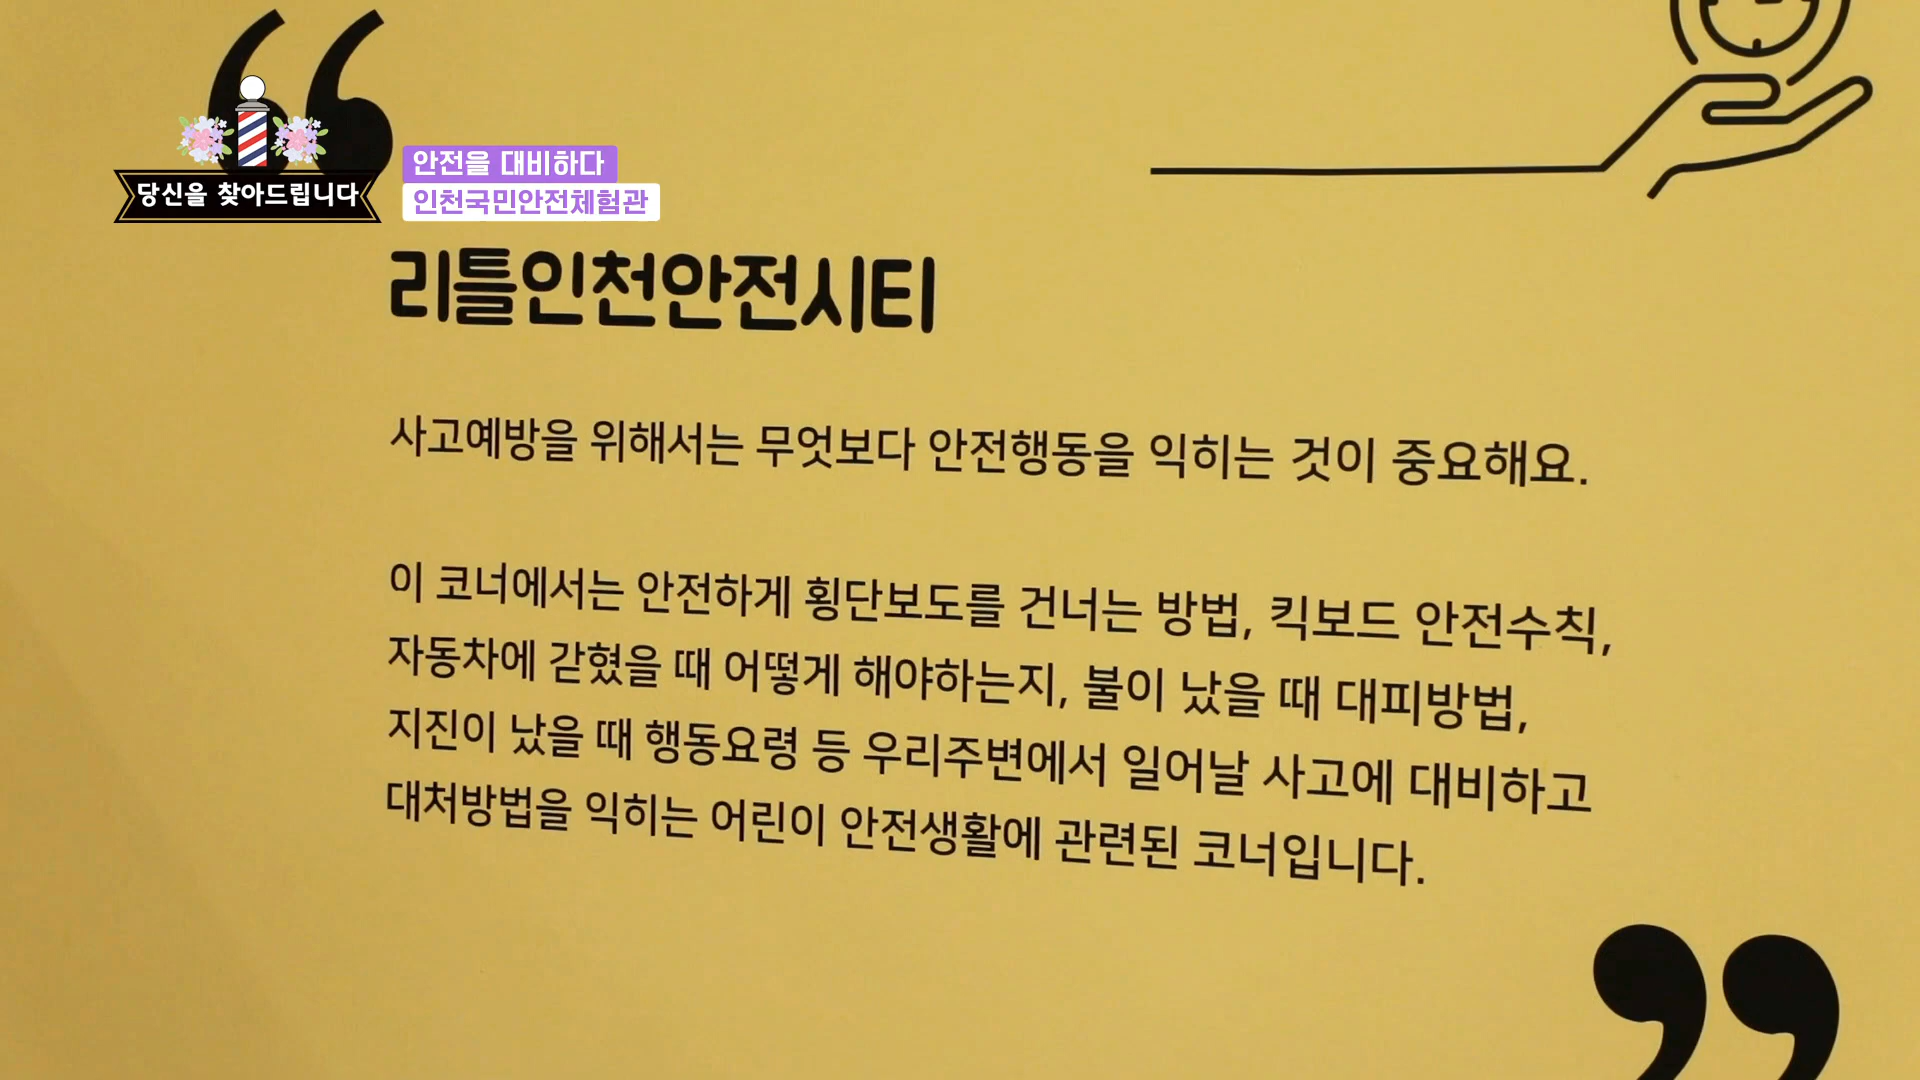 당신을 찾아드립니다
안전을 대비하다
인천국민안전체험관
리틀인천안전시티
사고예방을 위해서는 무엇보다 안전행동을 익히는 것이 중요해요.
이 코너에서는 안전하게 횡단보도를 건너는 방법, 킥보드 안전수칙,
자동차에 갇혔을 때 어떻게 해야하는지, 불이 났을 때 대피방법,
지진이 났을 때 행동요령 등 우리주변에서 일어날 사고에 대비하고
대처방법을 익히는 어린이 안전생활에 관련된 코너입니다.